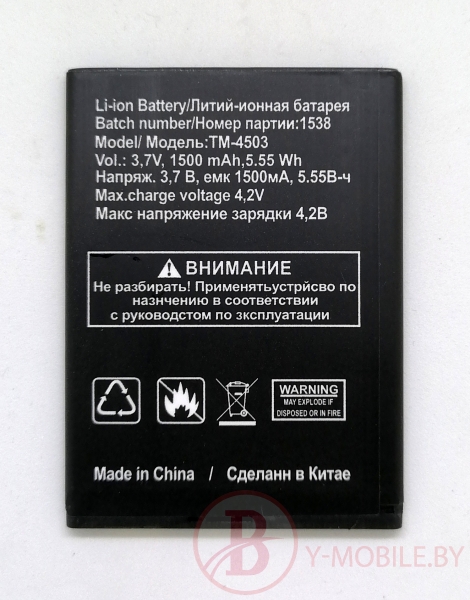 Li-ion Battery/Литий-ионная батарея
Batch number/Номер партии:1538
Model/ Модель:TM-4503
Vol.: 3,7V, 1500 mAh,5.55 Wh
Напряж. 3,7 В, емк 1500мА, 5.55В-ч
Max.charge voltage 4,2V
Макс напряжение зарядки 4,2В
ВНИМАНИЕ
Не разбирать! Применятьустрйсво по
назнчению в соответствии
с руководстом по зксплуатации
WARNING
MAY EXPLODE IF
DISPOSED OR IN FIRE
Made in China / Сделанн в Китае
B Y-MOBILE.BY